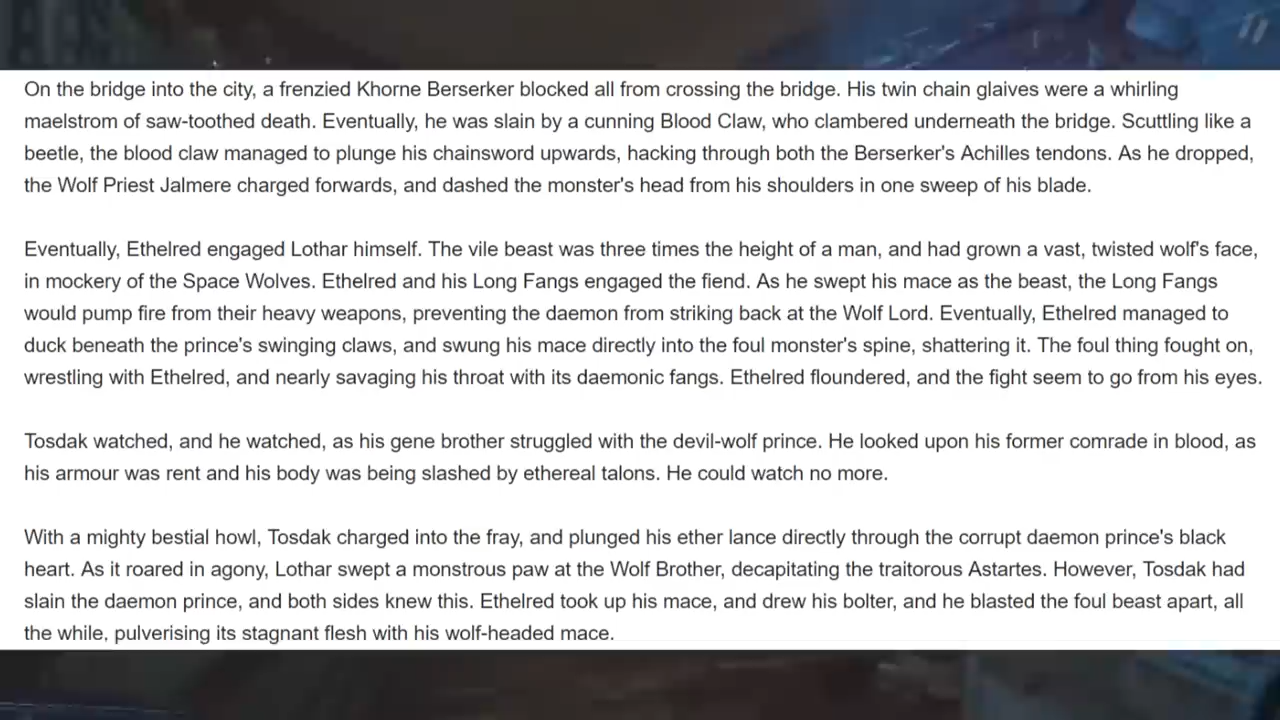 On the bridge into the city, a frenzied Khorne Berserker blocked all from crossing the bridge. His twin chain glaives were a whirling
maelstrom of saw-toothed death. Eventually, he was slain by a cunning Blood Claw, who clambered underneath the bridge. Scuttling like a
beetle, the blood claw managed to plunge his chainsword upwards, hacking through both the Berserker's Achilles tendons. As he dropped,
the Wolf Priest Jalmere charged forwards, and dashed the monster's head from his shoulders in one sweep of his blade.
Eventually, Ethelred engaged Lothar himself. The vile beast was three times the height of a man, and had grown a vast, twisted wolf's face,
in mockery of the Space Wolves. Ethelred and his Long Fangs engaged the fiend. As he swept his mace as the beast, the Long Fangs
would pump fire from their heavy weapons, preventing the daemon from striking back at the Wolf Lord. Eventually, Ethelred managed to
duck beneath the prince's swinging claws, and swung his mace directly into the foul monster's spine, shattering it. The foul thing fought on,
wrestling with Ethelred, and nearly savaging his throat with its daemonic fangs. Ethelred floundered, and the fight seem to go from his eyes.
Tosdak watched, and he watched, as his gene brother struggled with the devil-wolf prince. He looked upon his former comrade in blood, as
his armour was rent and his body was being slashed by ethereal talons. He could watch no more.
With a mighty bestial howl, Tosdak charged into the fray, and plunged his ether lance directly through the corrupt daemon prince's black
heart. As it roared in agony, Lothar swept a monstrous paw at the Wolf Brother, decapitating the traitorous Astartes. However, Tosdak had
slain the daemon prince, and both sides knew this. Ethelred took up his mace, and drew his bolter, and he blasted the foul beast apart, all
the while, pulverising its stagnant flesh with his wolf-headed mace.